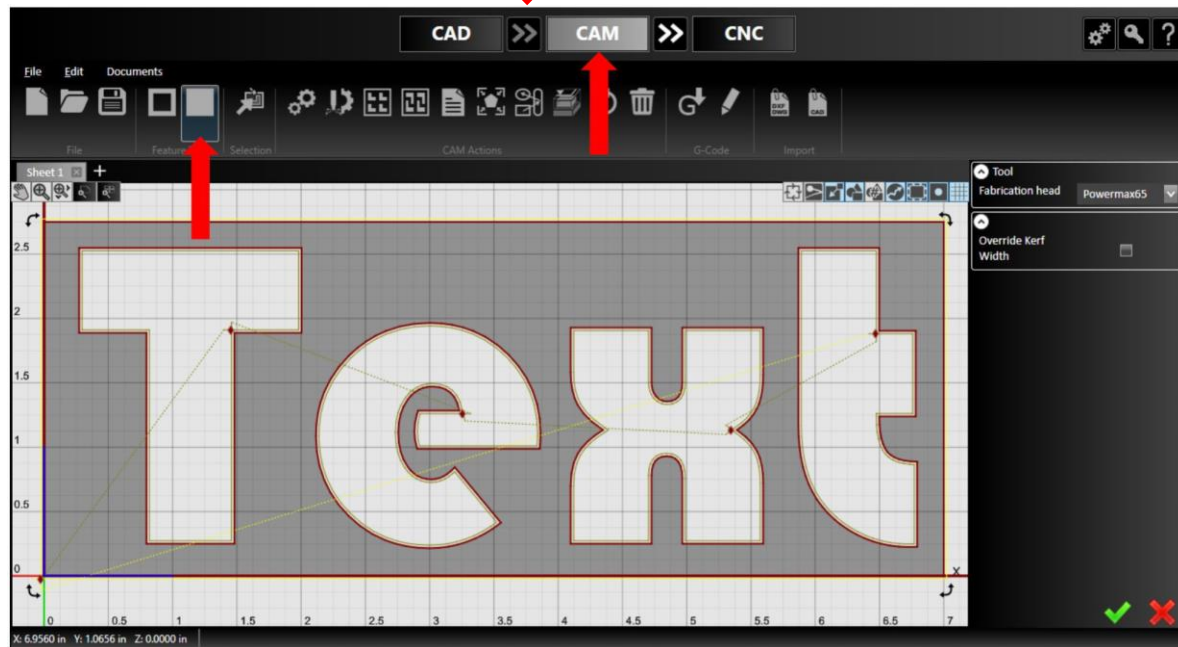 CAD CAM CNC
?
File Edit Documents
DXF DWG CAD
File Feature Selection CAM Actions G-Code Import
Sheet 1
Tool
Fabrication head Powermax65
Override Kerf
Width
2.5
2
1.5
1
0.5
0
Text
X
0 0.5 1 1.5 2 2.5 3 3.5 4 4.5 5 5.5 6 6.5 7
X: 6.9560 in Y: 1.0656 in Z: 0.0000 in